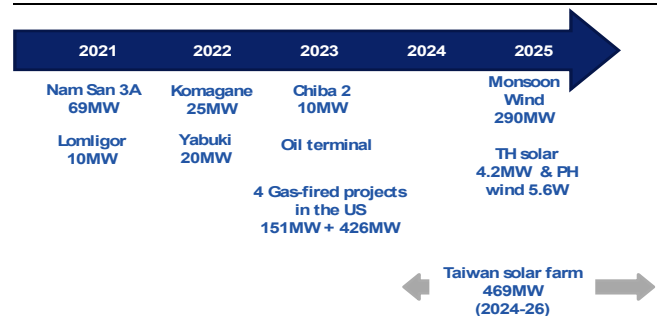 2021 2022 2023 2024 2025
Nam San 3A
69MW
Lomligor
10MW
Komagane
25MW
Yabuki
20MW
Chiba 2
10MW
Oil terminal
4 Gas-fired projects
in the US
151MW + 426MW
Monsoon
Wind
290MW
TH solar
4.2MW & PH
wind 5.6W
Taiwan solar farm
469MW
(2024-26)